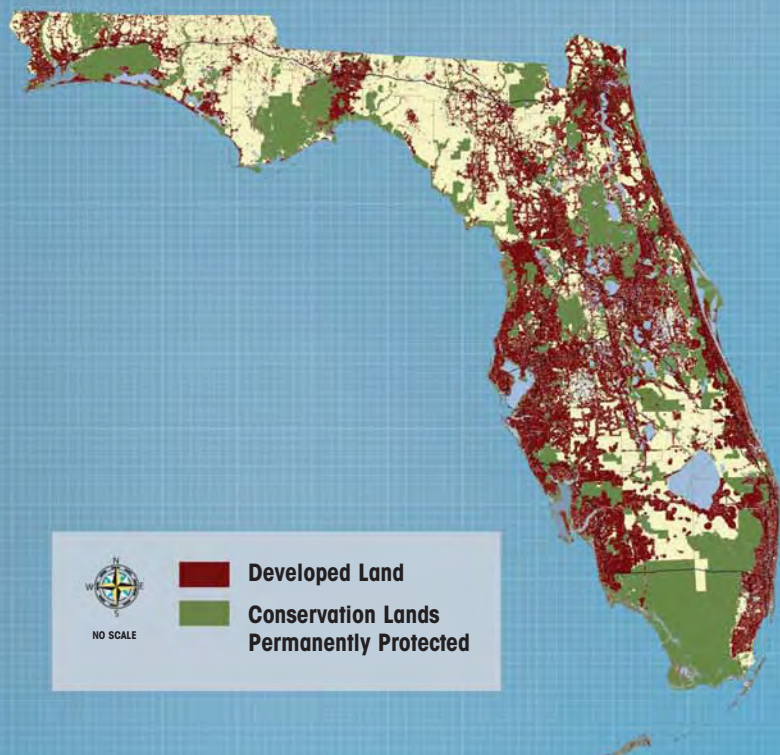 N
W
E
S
NO SCALE
Developed Land
Conservation Lands
Permanently Protected